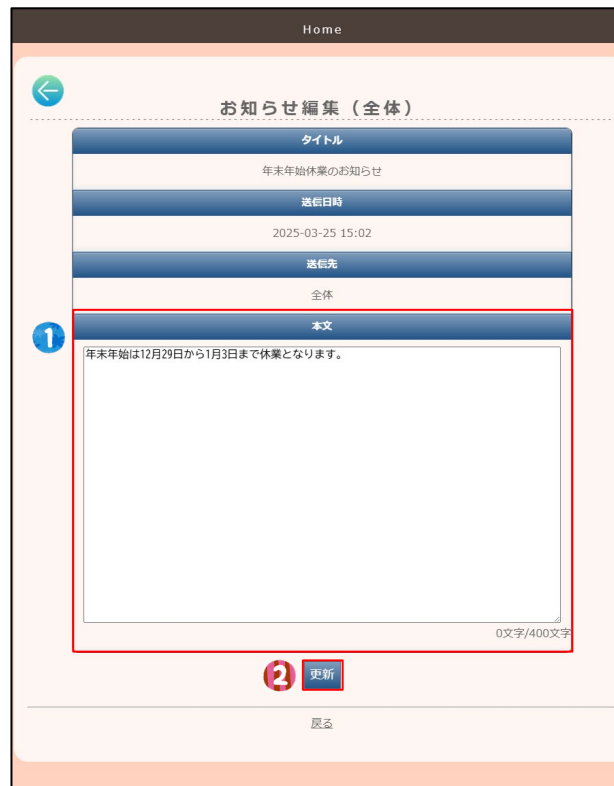 Home
お知らせ編集（全体）
タイトル
年末年始休業のお知らせ
送信日時
2025-03-25 15:02
送信先
全体
1
本文
年末年始は12月29日から1月3日まで休業となります。
0文字/400文字
2
更新
戻る